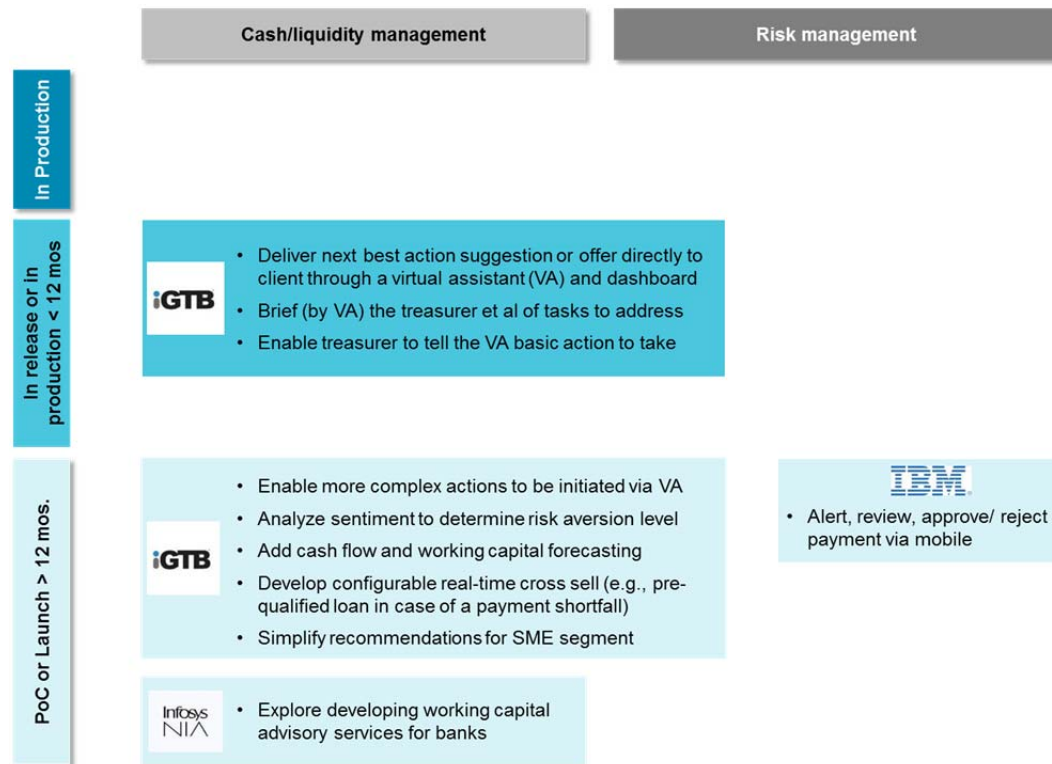 Cash/liquidity management
Risk management
In Production
In release or in
production < 12 mos
iGTB
• Deliver next best action suggestion or offer directly to
client through a virtual assistant (VA) and dashboard
• Brief (by VA) the treasurer et al of tasks to address
• Enable treasurer to tell the VA basic action to take
PoC or Launch > 12 mos.
iGTB
• Enable more complex actions to be initiated via VA
• Analyze sentiment to determine risk aversion level
• Add cash flow and working capital forecasting
• Develop configurable real-time cross sell (e.g., pre-
qualified loan in case of a payment shortfall)
• Simplify recommendations for SME segment
IBM
• Alert, review, approve/ reject
payment via mobile
Infosys
NIA
• Explore developing working capital
advisory services for banks